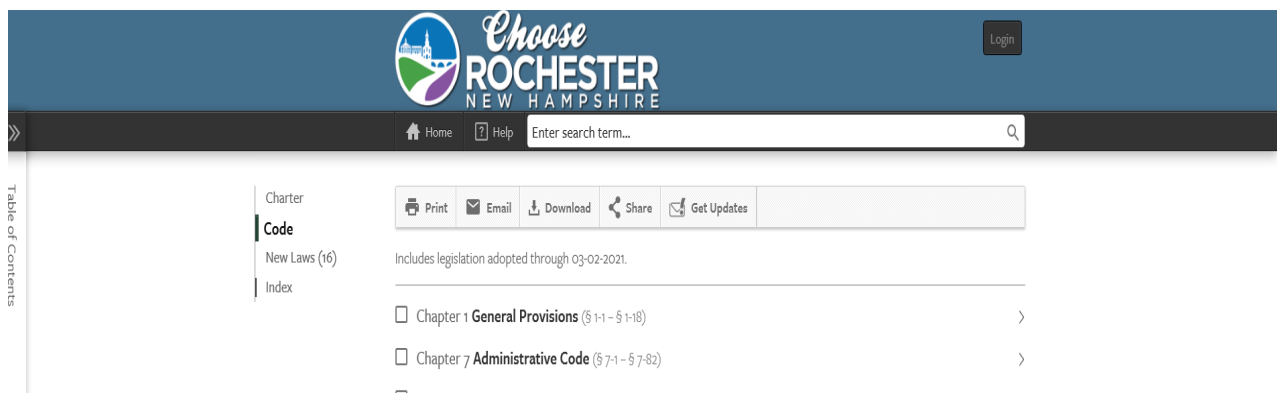 Choose
ROCHESTER
NEW HAMPSHIRE
Login
Home
Help
Enter search term...
Table of Contents
Charter
Code
New Laws (16)
Index
Print
Email
Download
Share
Get Updates
Includes legislation adopted through 03-02-2021.
Chapter 1 General Provisions (§ 1-1 – § 1-18)
Chapter 7 Administrative Code (§ 7-1 – § 7-82)